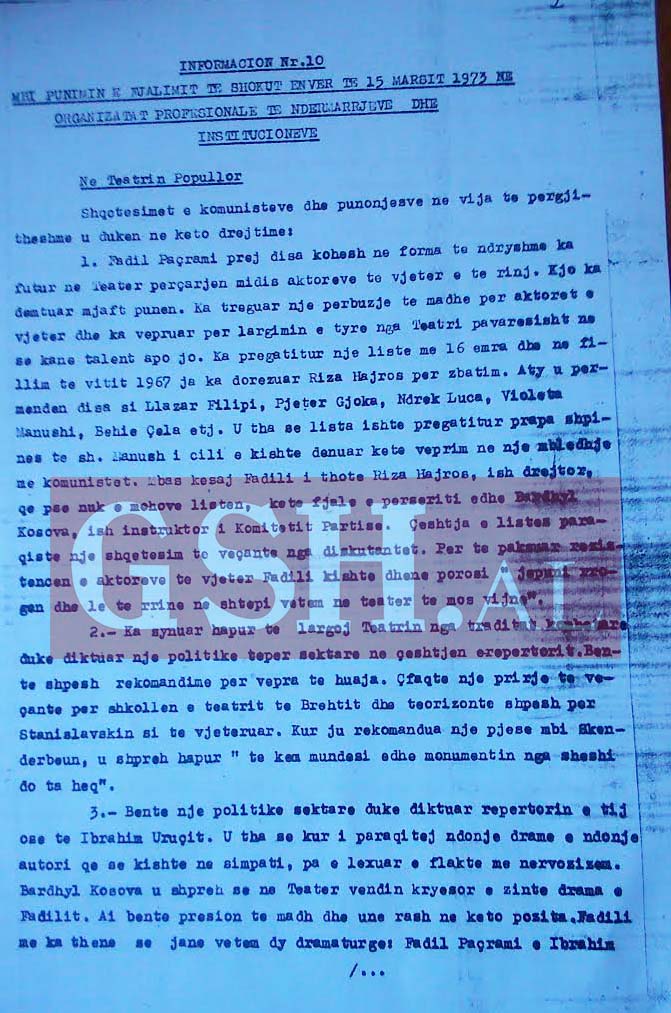 2
INFORMACION Nr.10
MBI PUNIMIN E FJALIMIT TE SHOKUT ENVER TE 15 MARSIT 1973 NE
ORGANIZATAT PROFESIONALE TE NDERMARRJEVE DHE
INSTITUCIONEVE
Ne Teatrin Popullor
Shqetesimet e komunisteve dhe punonjesve ne vija te pergji-
theshme u duken ne keto drejtime:
1. Fadil Paçrami prej disa kohesh ne forma te ndryshme ka
futur ne Teater perçarjen midis aktoreve te vjeter e te rinj. Kjo ka
demtuar mjaft punen. Ka treguar nje perbuzje te madhe per aktoret e
vjeter dhe ka vepruar per largimin e tyre nga Teatri pavaresisht ne
se kane talent apo jo. Ka pregatitur nje liste me 16 emra dhe ne fi-
llim te vitit 1967 ja ka dorezuar Riza Hajros per zbatim. Aty u per-
menden disa si Llazar Filipi, Pjeter Gjoka, Ndrek Luca, Violeta
Manushi, Behie Çela etj. U tha se lista ishte pregatitur prapa shpi-
nes te sh. Manush i cili e kishte denuar kete veprim ne nje mbledhje
me komunistet. Mbas kesaj Fadili i thote Riza Hajros, ish drejtor,
qe pse nuk e mohove listen, kete fjale e perseriti edhe Bardhyl
Kosova, ish instruktor i Komitetit Partise. Çeshtja e listes para-
qiste nje shqetesim te veçante nga diskutantet. Per te pakesuar rezis-
tencen e aktoreve te vjeter Fadili kishte dhene porosi " jepuni rro-
gen dhe le te rrine ne shtepi vetem ne teater te mos vijne".
2.- Ka synuar hapur te largoj Teatrin nga traditat kombetare
duke diktuar nje politike teper sektare ne çeshtjen erepertorit.Ben-
te shpesh rekomandime per vepra te huaja. Çfaqte nje prirje te ve-
çante per shkollen e teatrit te Brehtit dhe teorizonte shpesh per
Stanislavskin si te vjeteruar. Kur ju rekomandua nje pjese mbi Sken-
derbeun, u shpreh hapur " te kem mundesi edhe monumentin nga sheshi
do ta heq".
3.- Bente nje politike sektare duke diktuar repertorin e tij
ose te Ibrahim Uruçit. U tha se kur i paraqitej ndonje drame e ndonje
autori qe se kishte ne simpati, pa e lexuar e flakte me nervozizem.
Bardhyl Kosova u shpreh se ne Teater vendin kryesor e zinte drama e
Fadilit. Ai bente presion te madh dhe une rash ne keto pozita.Fadili
me ka thene se jane vetem dy dramaturge: Fadil Paçrami e Ibrahim
/...
GSH.AL